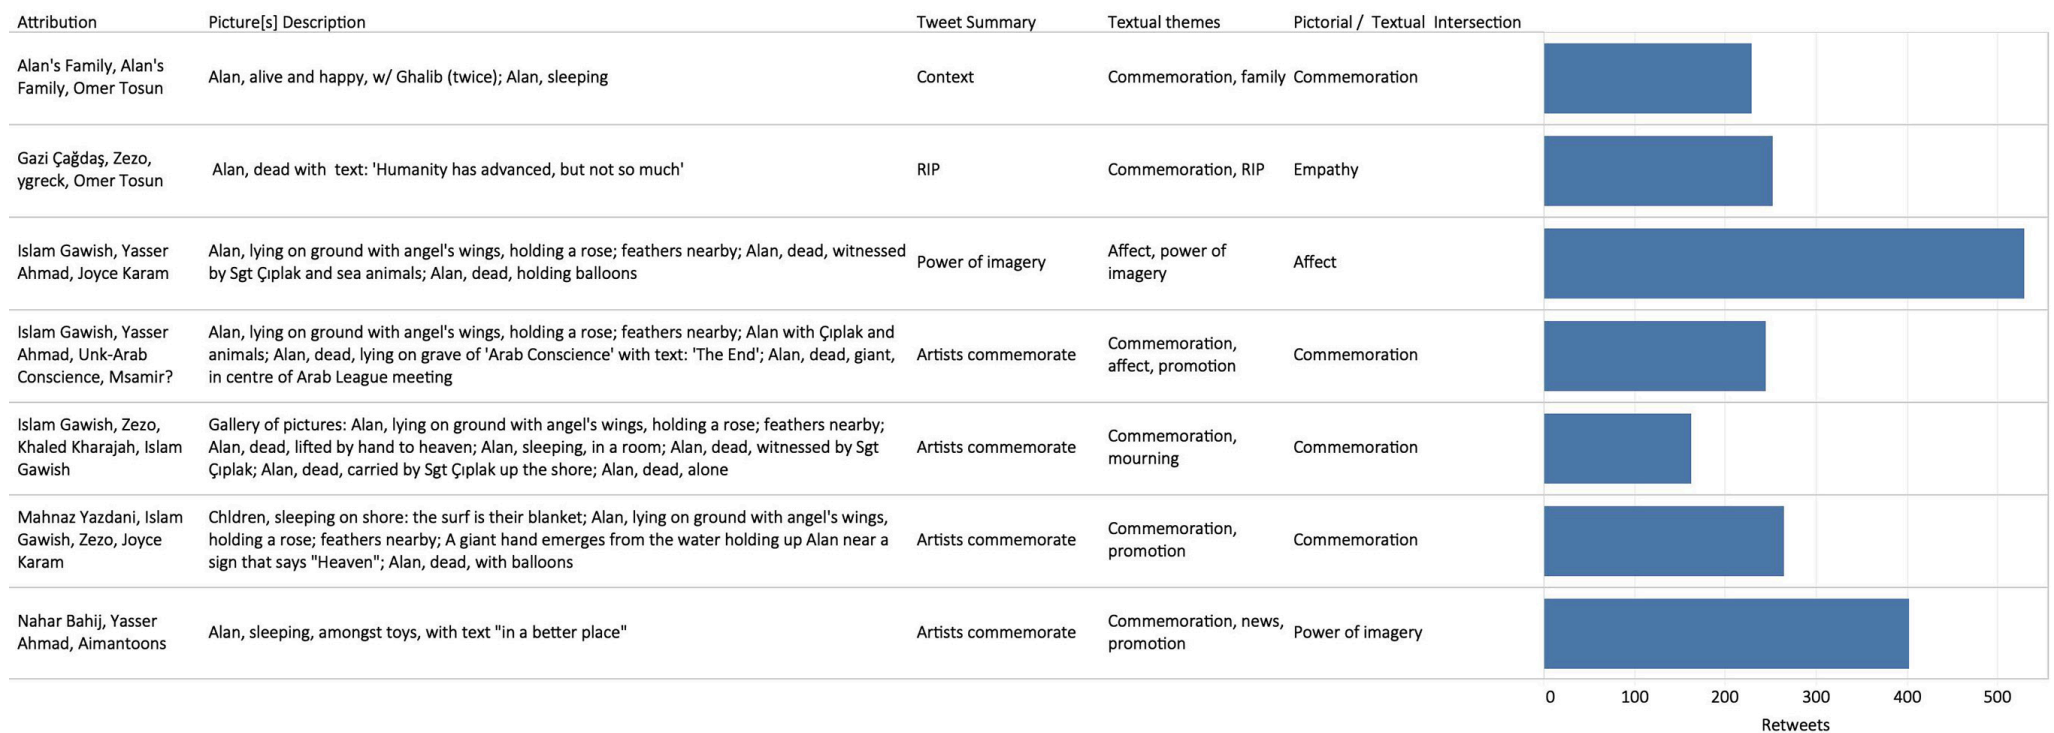 Attribution
Picture[s] Description
Tweet Summary
Textual themes
Pictorial / Textual Intersection
Alan's Family, Alan's
Family, Omer Tosun
Alan, alive and happy, w/ Ghalib (twice); Alan, sleeping
Context
Commemoration, family
Commemoration
Gazi Çağdaş, Zezo,
ygreck, Omer Tosun
Alan, dead with text: 'Humanity has advanced, but not so much'
RIP
Commemoration, RIP
Empathy
Islam Gawish, Yasser
Ahmad, Joyce Karam
Alan, lying on ground with angel's wings, holding a rose; feathers nearby; Alan, dead, witnessed
by Sgt Çıplak and sea animals; Alan, dead, holding balloons
Power of imagery
Affect, power of
imagery
Affect
Islam Gawish, Yasser
Ahmad, Unk-Arab
Conscience, Msamir?
Alan, lying on ground with angel's wings, holding a rose; feathers nearby; Alan with Çıplak and
animals; Alan, dead, lying on grave of 'Arab Conscience' with text: 'The End'; Alan, dead, giant,
in centre of Arab League meeting
Artists commemorate
Commemoration,
affect, promotion
Commemoration
Islam Gawish, Zezo,
Khaled Kharajah, Islam
Gawish
Gallery of pictures: Alan, lying on ground with angel's wings, holding a rose; feathers nearby;
Alan, dead, lifted by hand to heaven; Alan, sleeping, in a room; Alan, dead, witnessed by Sgt
Çıplak; Alan, dead, carried by Sgt Çıplak up the shore; Alan, dead, alone
Artists commemorate
Commemoration,
mourning
Commemoration
Mahnaz Yazdani, Islam
Gawish, Zezo, Joyce
Karam
Chldren, sleeping on shore: the surf is their blanket; Alan, lying on ground with angel's wings,
holding a rose; feathers nearby; A giant hand emerges from the water holding up Alan near a
sign that says "Heaven"; Alan, dead, with balloons
Artists commemorate
Commemoration,
promotion
Commemoration
Nahar Bahij, Yasser
Ahmad, Aimantoons
Alan, sleeping, amongst toys, with text "in a better place"
Artists commemorate
Commemoration, news,
promotion
Power of imagery
0 100 200 300 400 500
Retweets